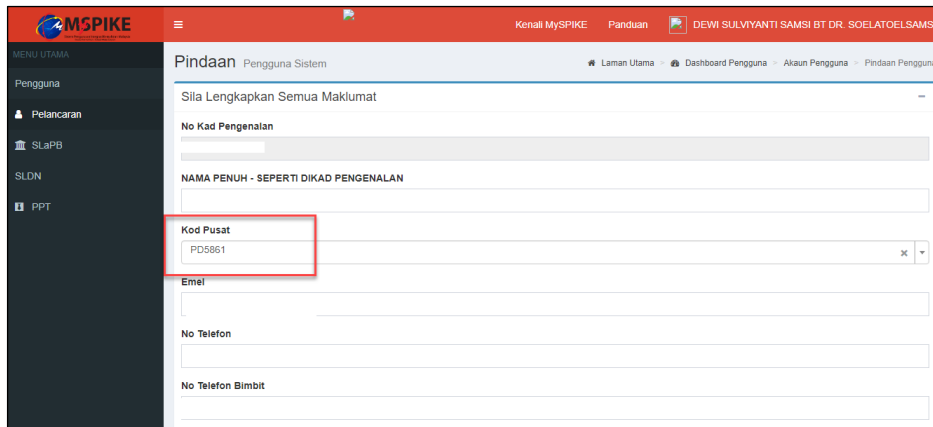 MySPIKE
Kenali MySPIKE Panduan DEWI SULVIYANTI SAMSI BT DR. SOELATOELSAMS
MENU UTAMA
Pengguna
Pelancaran
SLaPB
SLDN
PPT
Pindaan Pengguna Sistem
Laman Utama > Dashboard Pengguna > Akaun Pengguna > Pindaan Pengguna
Sila Lengkapkan Semua Maklumat
No Kad Pengenalan
NAMA PENUH - SEPERTI DIKAD PENGENALAN
Kod Pusat
PD5861
Emel
No Telefon
No Telefon Bimbit